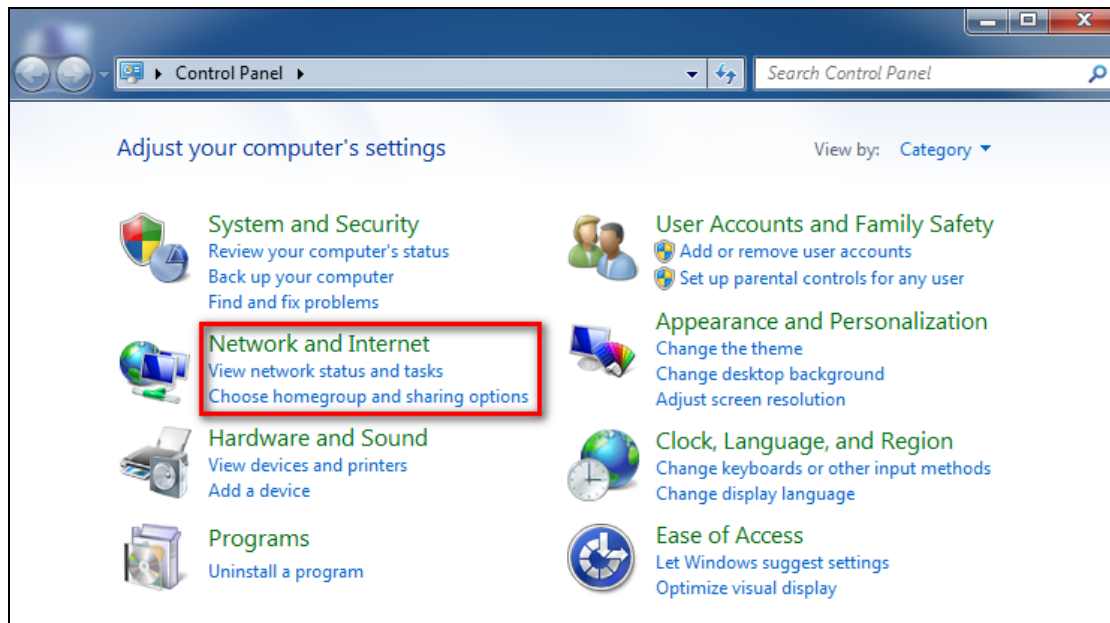 Control Panel
Search Control Panel
Adjust your computer's settings
View by: Category
System and Security
Review your computer's status
Back up your computer
Find and fix problems
Network and Internet
View network status and tasks
Choose homegroup and sharing options
Hardware and Sound
View devices and printers
Add a device
Programs
Uninstall a program
User Accounts and Family Safety
Add or remove user accounts
Set up parental controls for any user
Appearance and Personalization
Change the theme
Change desktop background
Adjust screen resolution
Clock, Language, and Region
Change keyboards or other input methods
Change display language
Ease of Access
Let Windows suggest settings
Optimize visual display